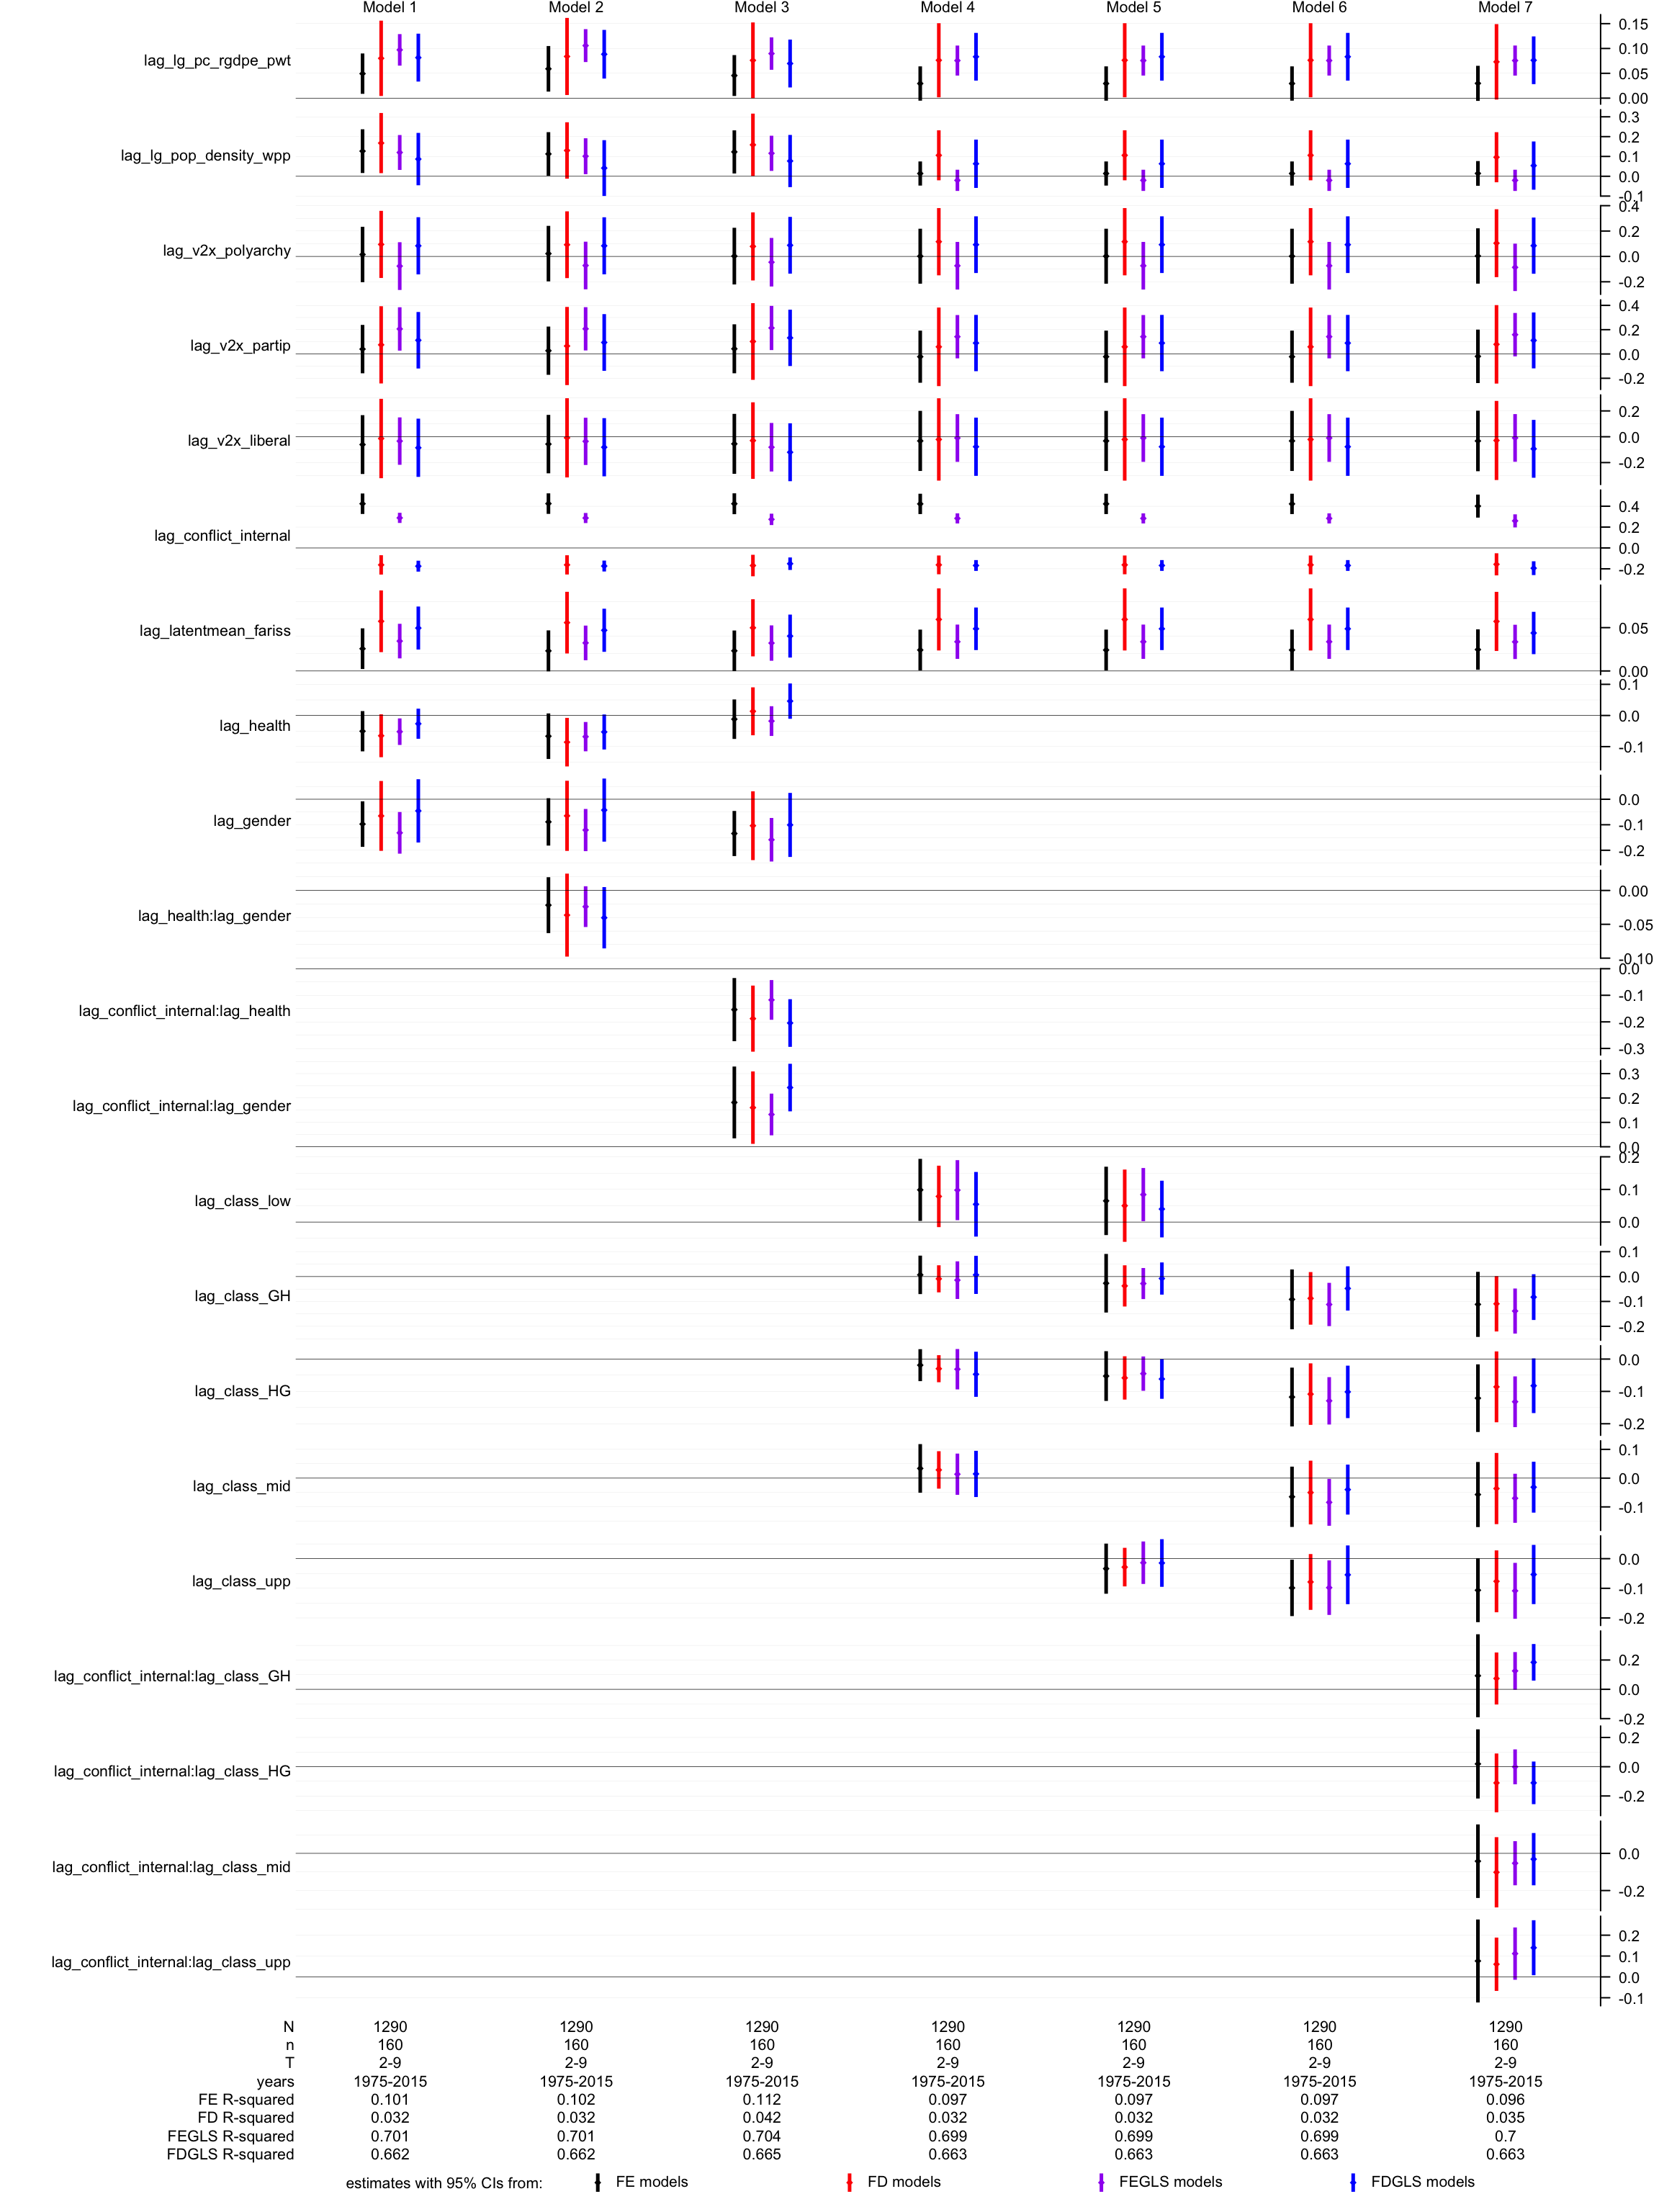 Model 1 Model 2 Model 3 Model 4 Model 5 Model 6 Model 7
lag_lg_pc_rgdpe_pwt 0.15 0.10 0.05 0.00
lag_lg_pop_density_wpp 0.3 0.2 0.1 0.0 -0.1
lag_v2x_polyarchy 0.4 0.2 0.0 -0.2
lag_v2x_partip 0.4 0.2 0.0 -0.2
lag_v2x_liberal 0.2 0.0 -0.2
lag_conflict_internal 0.4 0.2 0.0 -0.2
lag_latentmean_fariss 0.05 0.00
lag_health 0.1 0.0 -0.1
lag_gender 0.0 -0.1 -0.2
lag_health:lag_gender 0.00 -0.05 -0.10
lag_conflict_internal:lag_health 0.0 -0.1 -0.2 -0.3
lag_conflict_internal:lag_gender 0.3 0.2 0.1 0.0
lag_class_low 0.2 0.1 0.0
lag_class_GH 0.1 0.0 -0.1 -0.2
lag_class_HG 0.0 -0.1 -0.2
lag_class_mid 0.1 0.0 -0.1
lag_class_upp 0.0 -0.1 -0.2
lag_conflict_internal:lag_class_GH 0.2 0.0 -0.2
lag_conflict_internal:lag_class_HG 0.2 0.0 -0.2
lag_conflict_internal:lag_class_mid 0.0 -0.2
lag_conflict_internal:lag_class_upp 0.2 0.1 0.0 -0.1
N 1290 1290 1290 1290 1290 1290 1290
n 160 160 160 160 160 160 160
T 2-9 2-9 2-9 2-9 2-9 2-9 2-9
years 1975-2015 1975-2015 1975-2015 1975-2015 1975-2015 1975-2015 1975-2015
FE R-squared 0.101 0.102 0.112 0.097 0.097 0.097 0.096
FD R-squared 0.032 0.032 0.042 0.032 0.032 0.032 0.035
FEGLS R-squared 0.701 0.701 0.704 0.699 0.699 0.699 0.7
FDGLS R-squared 0.662 0.662 0.665 0.663 0.663 0.663 0.663
estimates with 95% CIs from: FE models FD models FEGLS models FDGLS models